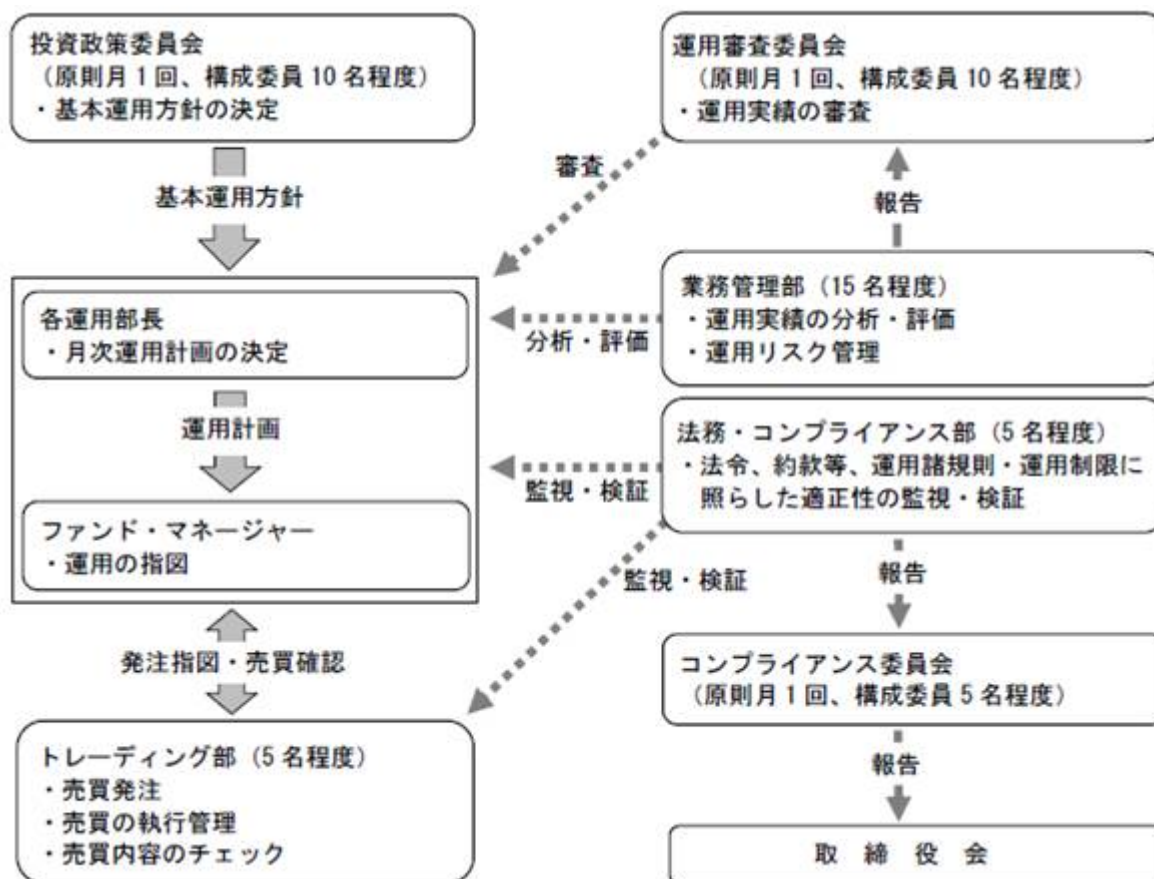 投資政策委員会
（原則月1回、構成委員10名程度）
・基本運用方針の決定
基本運用方針
各運用部長
・月次運用計画の決定
運用計画
ファンド・マネージャー
・運用の指図
発注指図・売買確認
トレーディング部（5名程度）
・売買発注
・売買の執行管理
・売買内容のチェック
運用審査委員会
（原則月1回、構成委員10名程度）
・運用実績の審査
審査
報告
業務管理部（15名程度）
・運用実績の分析・評価
・運用リスク管理
分析・評価
法務・コンプライアンス部（5名程度）
・法令、約款等、運用諸規則・運用制限に
照らした適正性の監視・検証
監視・検証
監視・検証
報告
コンプライアンス委員会
（原則月1回、構成委員5名程度）
報告
取締役会